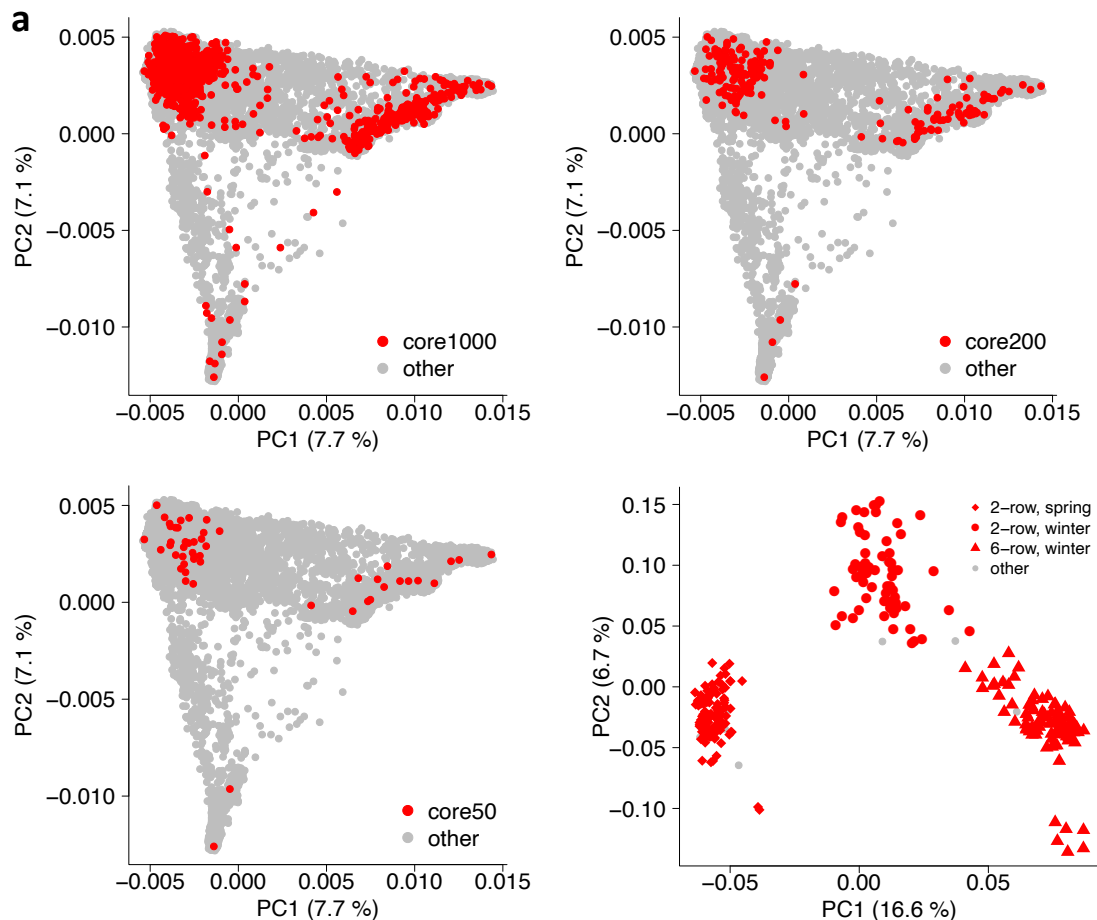 a
0.005
0.000
−0.005
−0.010
PC2 (7.1 %)
core1000
other
−0.005 0.000 0.005 0.010 0.015
PC1 (7.7 %)
0.005
0.000
−0.005
−0.010
PC2 (7.1 %)
core200
other
−0.005 0.000 0.005 0.010 0.015
PC1 (7.7 %)
0.005
0.000
−0.005
−0.010
PC2 (7.1 %)
core50
other
−0.005 0.000 0.005 0.010 0.015
PC1 (7.7 %)
0.15
0.10
0.05
0.00
−0.05
−0.10
PC2 (6.7 %)
2−row, spring
2−row, winter
6−row, winter
other
−0.05 0.00 0.05
PC1 (16.6 %)